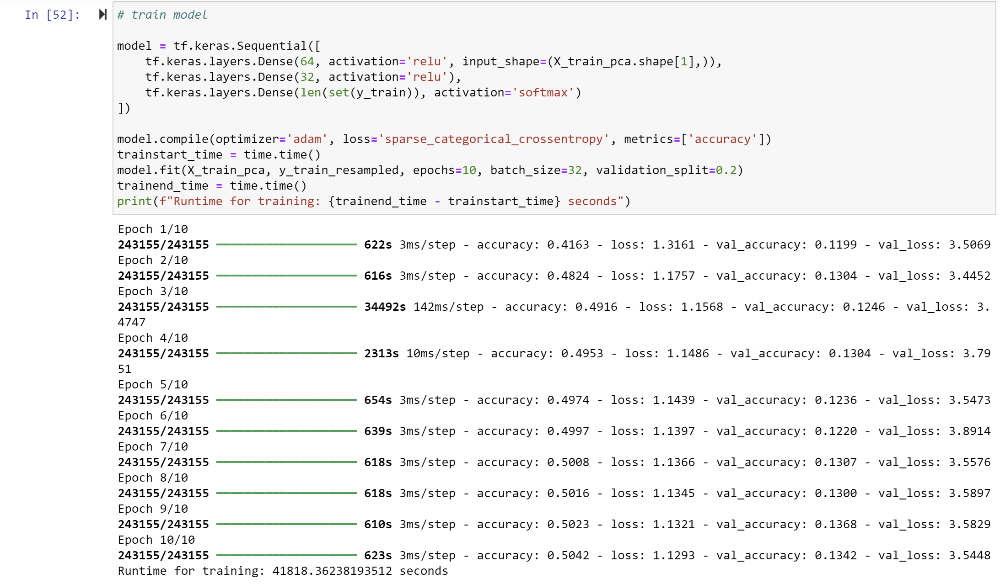 In [52]:
# train model
model = tf.keras.Sequential([
    tf.keras.layers.Dense(64, activation='relu', input_shape=(X_train_pca.shape[1],)),
    tf.keras.layers.Dense(32, activation='relu'),
    tf.keras.layers.Dense(len(set(y_train)), activation='softmax')
])
model.compile(optimizer='adam', loss='sparse_categorical_crossentropy', metrics=['accuracy'])
trainstart_time = time.time()
model.fit(X_train_pca, y_train_resampled, epochs=10, batch_size=32, validation_split=0.2)
trainend_time = time.time()
print(f"Runtime for training: {trainend_time - trainstart_time} seconds")
Epoch 1/10
243155/243155 ━━━━━━━━━━━━━━━━━━━━ 622s 3ms/step - accuracy: 0.4163 - loss: 1.3161 - val_accuracy: 0.1199 - val_loss: 3.5069
Epoch 2/10
243155/243155 ━━━━━━━━━━━━━━━━━━━━ 616s 3ms/step - accuracy: 0.4824 - loss: 1.1757 - val_accuracy: 0.1304 - val_loss: 3.4452
Epoch 3/10
243155/243155 ━━━━━━━━━━━━━━━━━━━━ 34492s 142ms/step - accuracy: 0.4916 - loss: 1.1568 - val_accuracy: 0.1246 - val_loss: 3.
4747
Epoch 4/10
243155/243155 ━━━━━━━━━━━━━━━━━━━━ 2313s 10ms/step - accuracy: 0.4953 - loss: 1.1486 - val_accuracy: 0.1304 - val_loss: 3.79
51
Epoch 5/10
243155/243155 ━━━━━━━━━━━━━━━━━━━━ 654s 3ms/step - accuracy: 0.4974 - loss: 1.1439 - val_accuracy: 0.1236 - val_loss: 3.5473
Epoch 6/10
243155/243155 ━━━━━━━━━━━━━━━━━━━━ 639s 3ms/step - accuracy: 0.4997 - loss: 1.1397 - val_accuracy: 0.1220 - val_loss: 3.8914
Epoch 7/10
243155/243155 ━━━━━━━━━━━━━━━━━━━━ 618s 3ms/step - accuracy: 0.5008 - loss: 1.1366 - val_accuracy: 0.1307 - val_loss: 3.5576
Epoch 8/10
243155/243155 ━━━━━━━━━━━━━━━━━━━━ 618s 3ms/step - accuracy: 0.5016 - loss: 1.1345 - val_accuracy: 0.1300 - val_loss: 3.5897
Epoch 9/10
243155/243155 ━━━━━━━━━━━━━━━━━━━━ 610s 3ms/step - accuracy: 0.5023 - loss: 1.1321 - val_accuracy: 0.1368 - val_loss: 3.5829
Epoch 10/10
243155/243155 ━━━━━━━━━━━━━━━━━━━━ 623s 3ms/step - accuracy: 0.5042 - loss: 1.1293 - val_accuracy: 0.1342 - val_loss: 3.5448
Runtime for training: 41818.36238193512 seconds